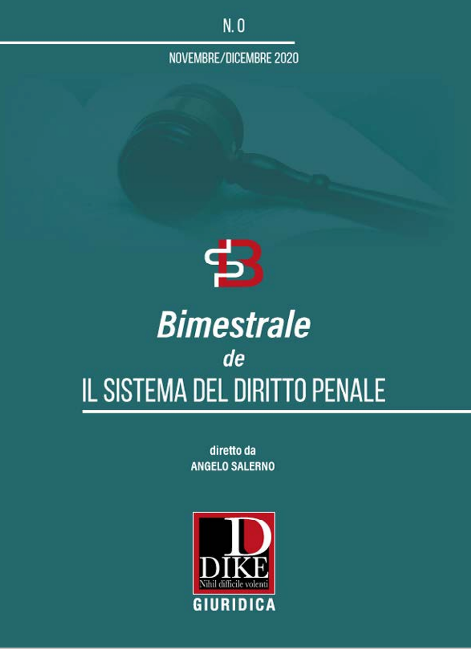 N. 0
NOVEMBRE/DICEMBRE 2020
B
Bimestrale
de
IL SISTEMA DEL DIRITTO PENALE
diretto da
ANGELO SALERNO
D
DIKE
Nihil difficile volenti
GIURIDICA